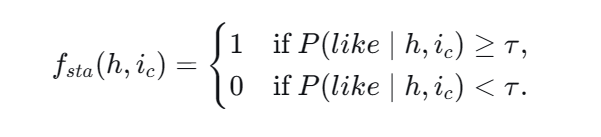 f_{sta}(h, i_c) = \begin{cases} 1 & \text{if } P(like \mid h, i_c) \geq \tau, \\ 0 & \text{if } P(like \mid h, i_c) < \tau. \end{cases}